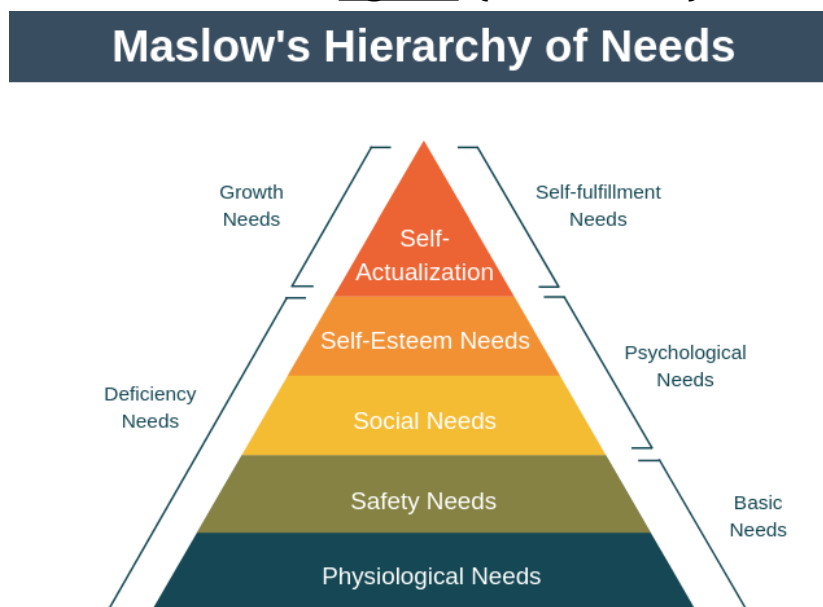 Maslow's Hierarchy of Needs
Growth
Needs
Self-fulfillment
Needs
Self-
Actualization
Self-Esteem Needs
Psychological
Needs
Deficiency
Needs
Social Needs
Safety Needs
Basic
Needs
Physiological Needs